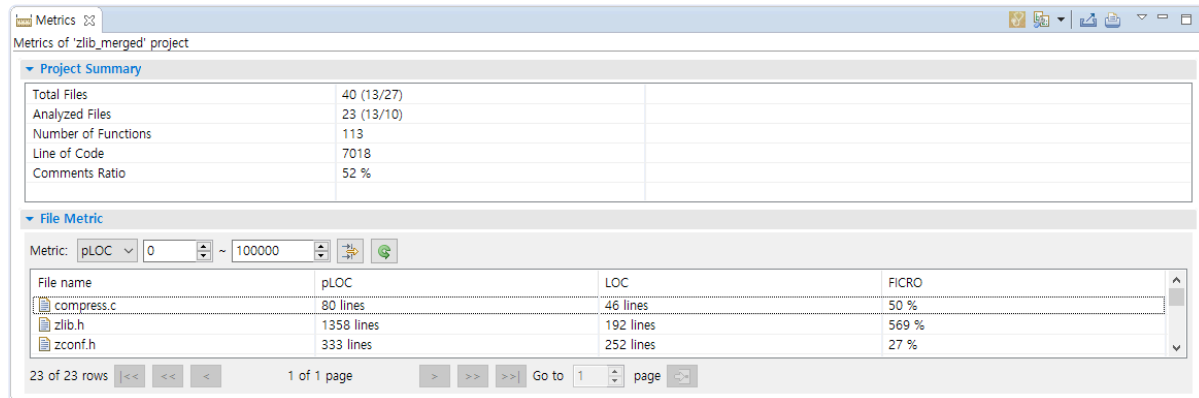 Metrics
Metrics of 'zlib_merged' project
Project Summary
Total Files 40 (13/27)
Analyzed Files 23 (13/10)
Number of Functions 113
Line of Code 7018
Comments Ratio 52 %
File Metric
Metric: pLOC 0 ~ 100000
File name pLOC LOC FICRO
compress.c 80 lines 46 lines 50 %
zlib.h 1358 lines 192 lines 569 %
zconf.h 333 lines 252 lines 27 %
23 of 23 rows |<< << < 1 of 1 page > >> >>| Go to 1 page